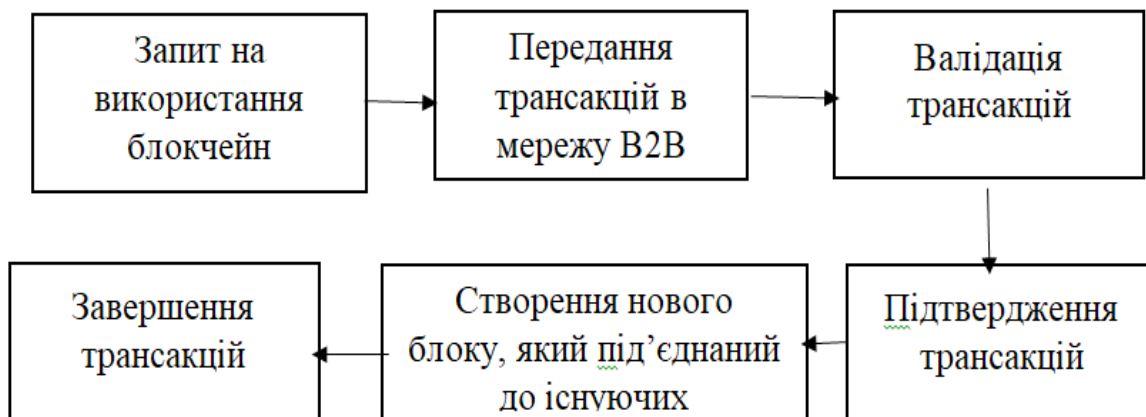 Запит на
використання
блокчейн
Передання
трансакцій в
мережу B2B
Валідація
трансакцій
Підтвердження
трансакцій
Створення нового
блоку, який під’єднаний
до існуючих
Завершення
трансакцій